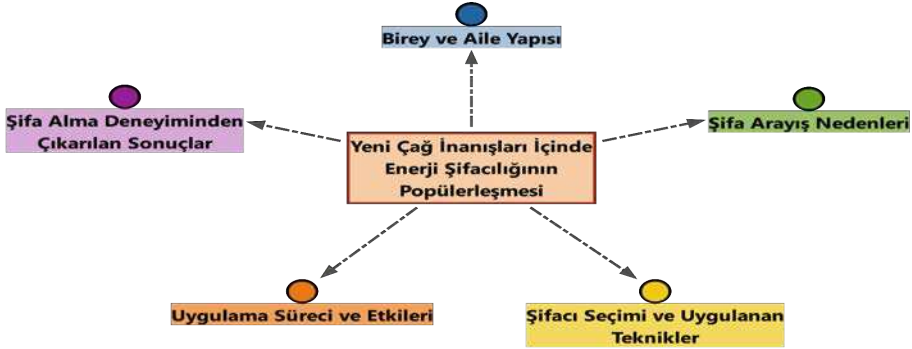 Birey ve Aile Yapısı
Şifa Alma Deneyiminden
Çıkarılan Sonuçlar
Şifa Arayış Nedenleri
Yeni Çağ İnanışları İçinde
Enerji Şifacılığının
Popülerleşmesi
Uygulama Süreci ve Etkileri
Şifacı Seçimi ve Uygulanan
Teknikler